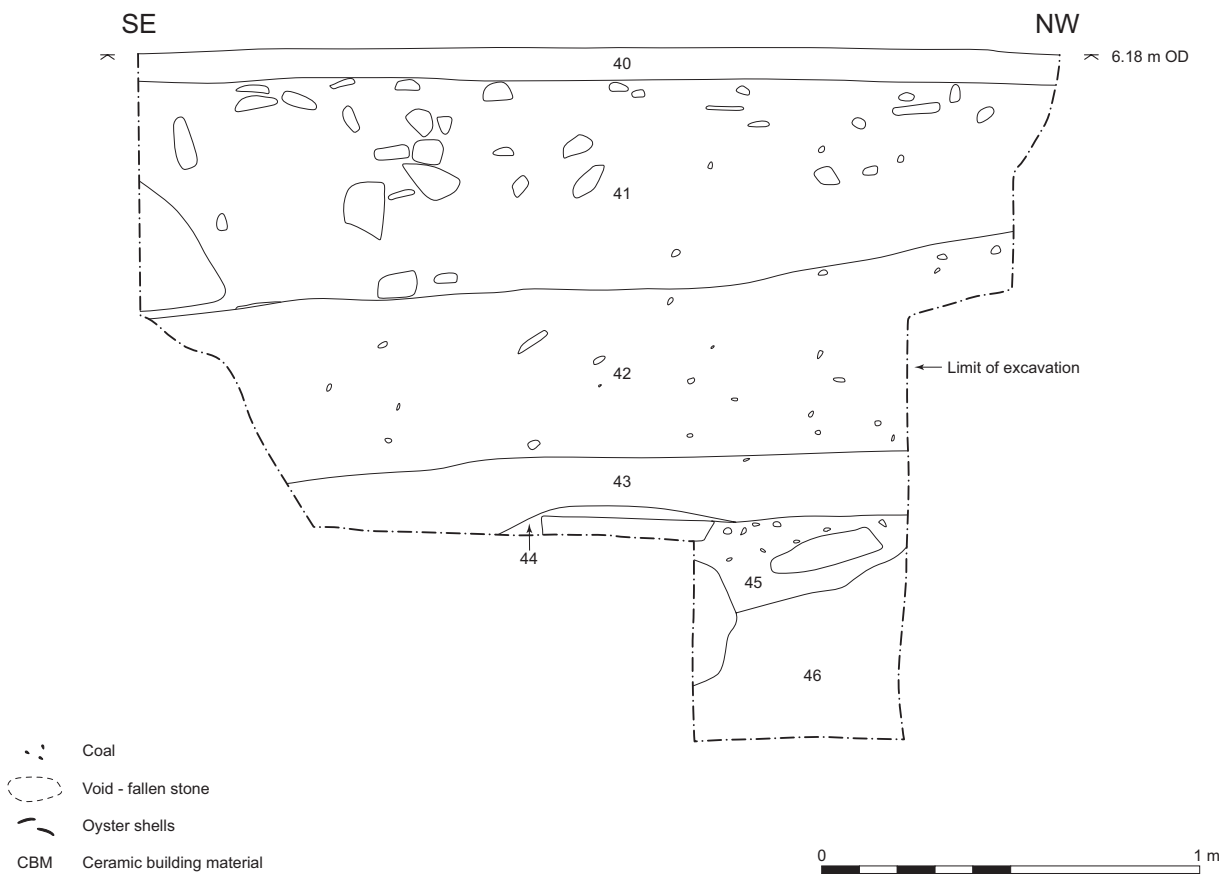 SE
NW
6.18 m OD
40
41
42
Limit of excavation
43
44
45
46
Coal
Void - fallen stone
Oyster shells
CBM Ceramic building material
0 1 m